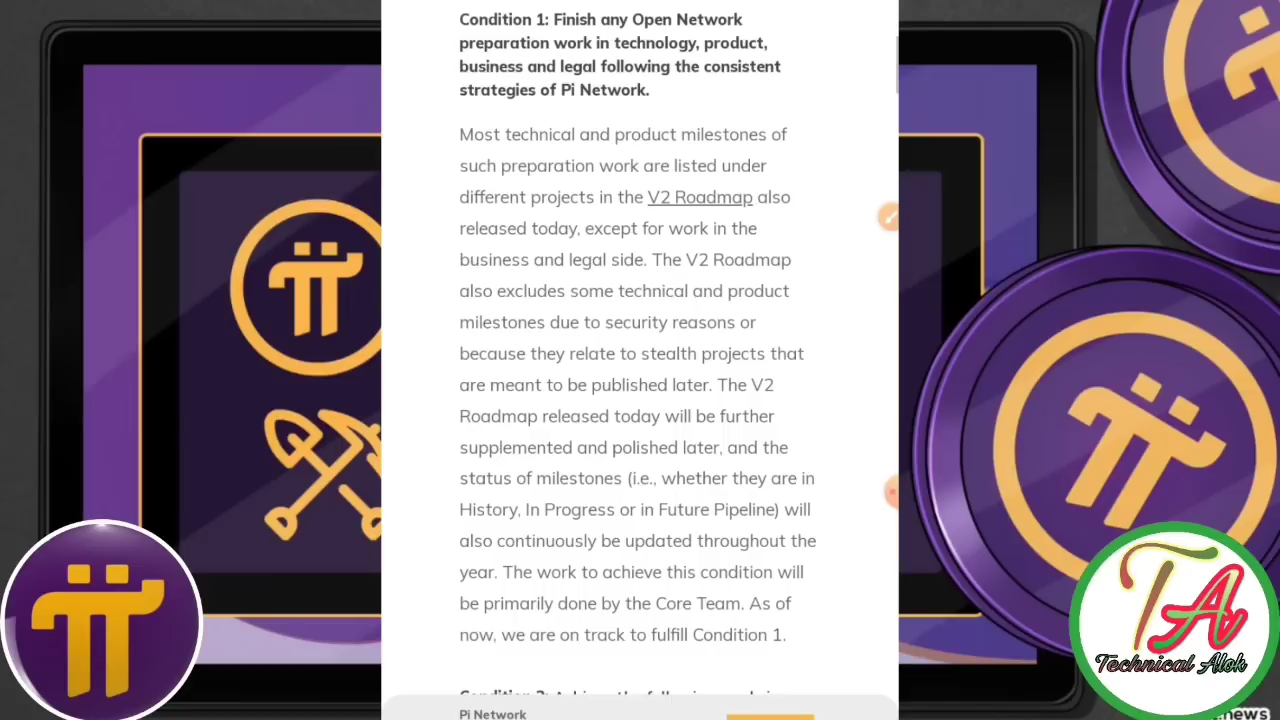 Condition 1: Finish any Open Network
preparation work in technology, product,
business and legal following the consistent
strategies of Pi Network.
Most technical and product milestones of
such preparation work are listed under
different projects in the V2 Roadmap also
released today, except for work in the
business and legal side. The V2 Roadmap
also excludes some technical and product
milestones due to security reasons or
because they relate to stealth projects that
are meant to be published later. The V2
Roadmap released today will be further
supplemented and polished later, and the
status of milestones (i.e., whether they are in
History, In Progress or in Future Pipeline) will
also continuously be updated throughout the
year. The work to achieve this condition will
be primarily done by the Core Team. As of
now, we are on track to fulfill Condition 1.
Pi Network
TA
Technical Alok
news